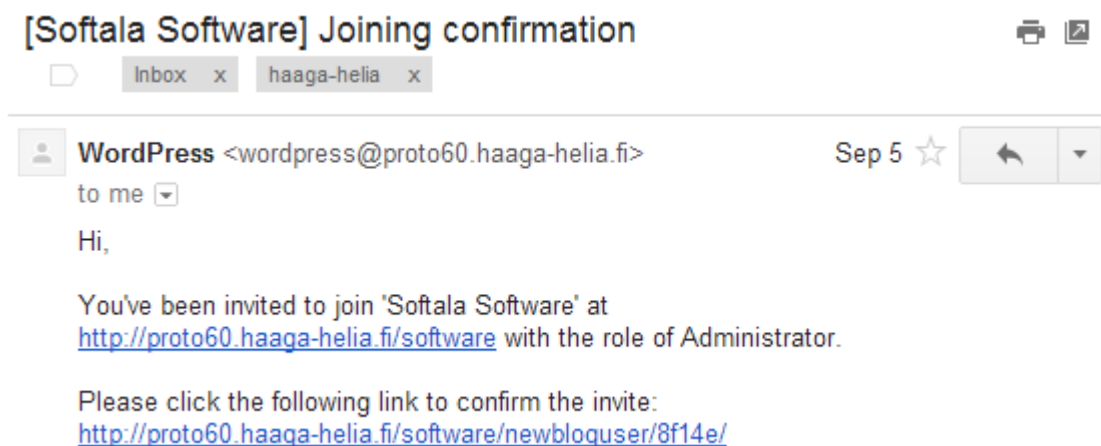 [Softala Software] Joining confirmation
Inbox x haaga-helia x
WordPress <wordpress@proto60.haaga-helia.fi> Sep 5
to me
Hi,
You've been invited to join 'Softala Software' at
http://proto60.haaga-helia.fi/software with the role of Administrator.
Please click the following link to confirm the invite:
http://proto60.haaga-helia.fi/software/newbloguser/8f14e/